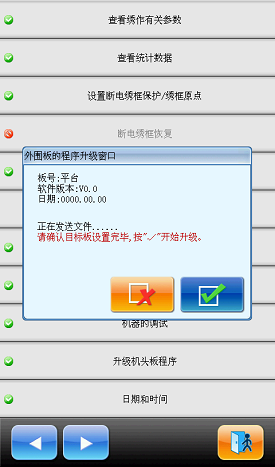 查看绣作有关参数
查看统计数据
设置断电绣框保护/绣框原点
断电绣框恢复
外围板的程序升级窗口
板号:平台
软件版本:V0.0
日期:0000.00.00
正在发送文件......
请确认目标板设置完毕,按"✓"开始升级。
机器的调试
升级机头板程序
日期和时间